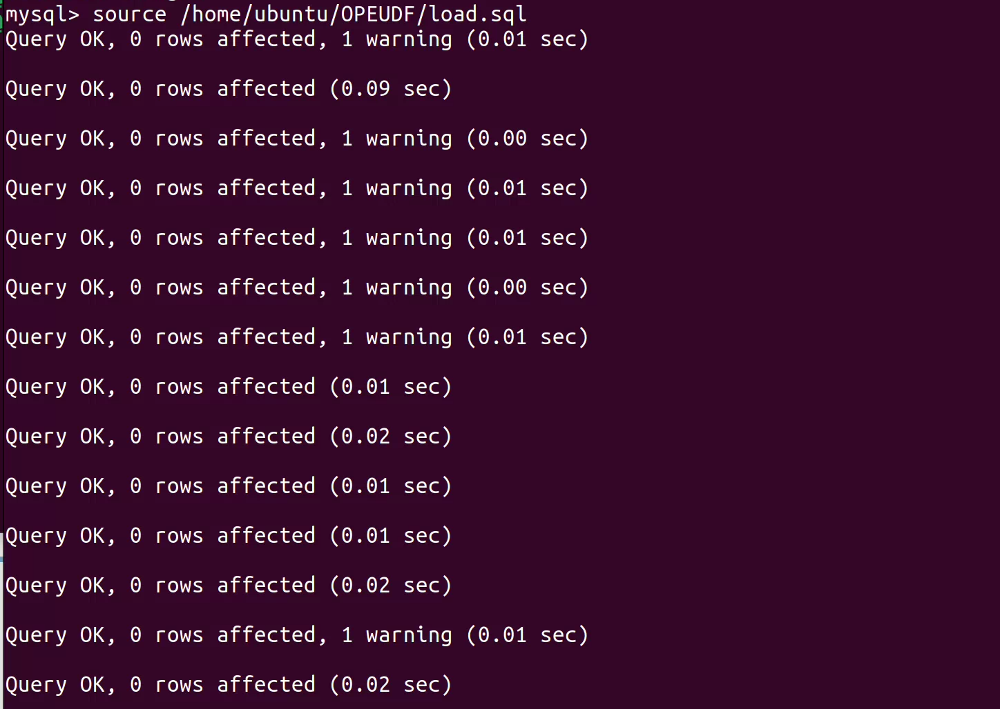 mysql> source /home/ubuntu/OPEUDF/load.sql
Query OK, 0 rows affected, 1 warning (0.01 sec)
Query OK, 0 rows affected (0.09 sec)
Query OK, 0 rows affected, 1 warning (0.00 sec)
Query OK, 0 rows affected, 1 warning (0.01 sec)
Query OK, 0 rows affected, 1 warning (0.01 sec)
Query OK, 0 rows affected, 1 warning (0.00 sec)
Query OK, 0 rows affected, 1 warning (0.01 sec)
Query OK, 0 rows affected (0.01 sec)
Query OK, 0 rows affected (0.02 sec)
Query OK, 0 rows affected (0.01 sec)
Query OK, 0 rows affected (0.01 sec)
Query OK, 0 rows affected (0.02 sec)
Query OK, 0 rows affected, 1 warning (0.01 sec)
Query OK, 0 rows affected (0.02 sec)